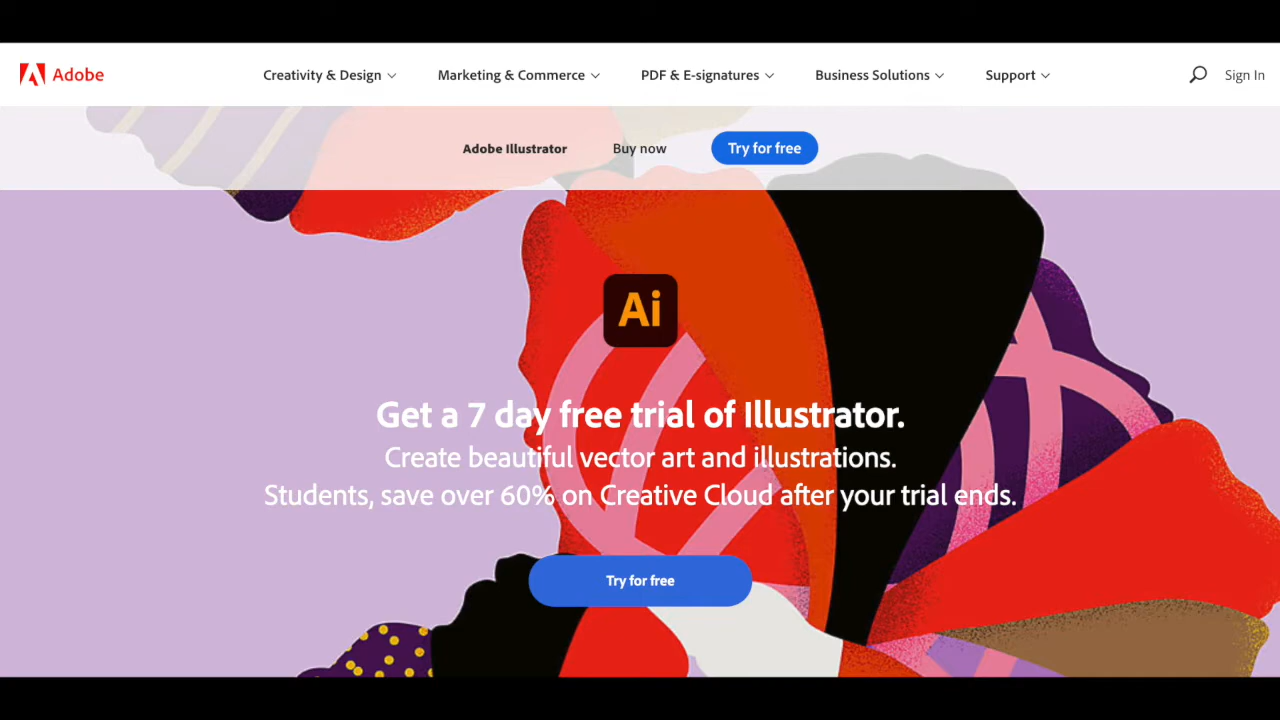 Adobe
Creativity & Design
Marketing & Commerce
PDF & E-signatures
Business Solutions
Support
Sign In
Adobe Illustrator
Buy now
Try for free
Ai
Get a 7 day free trial of Illustrator.
Create beautiful vector art and illustrations.
Students, save over 60% on Creative Cloud after your trial ends.
Try for free